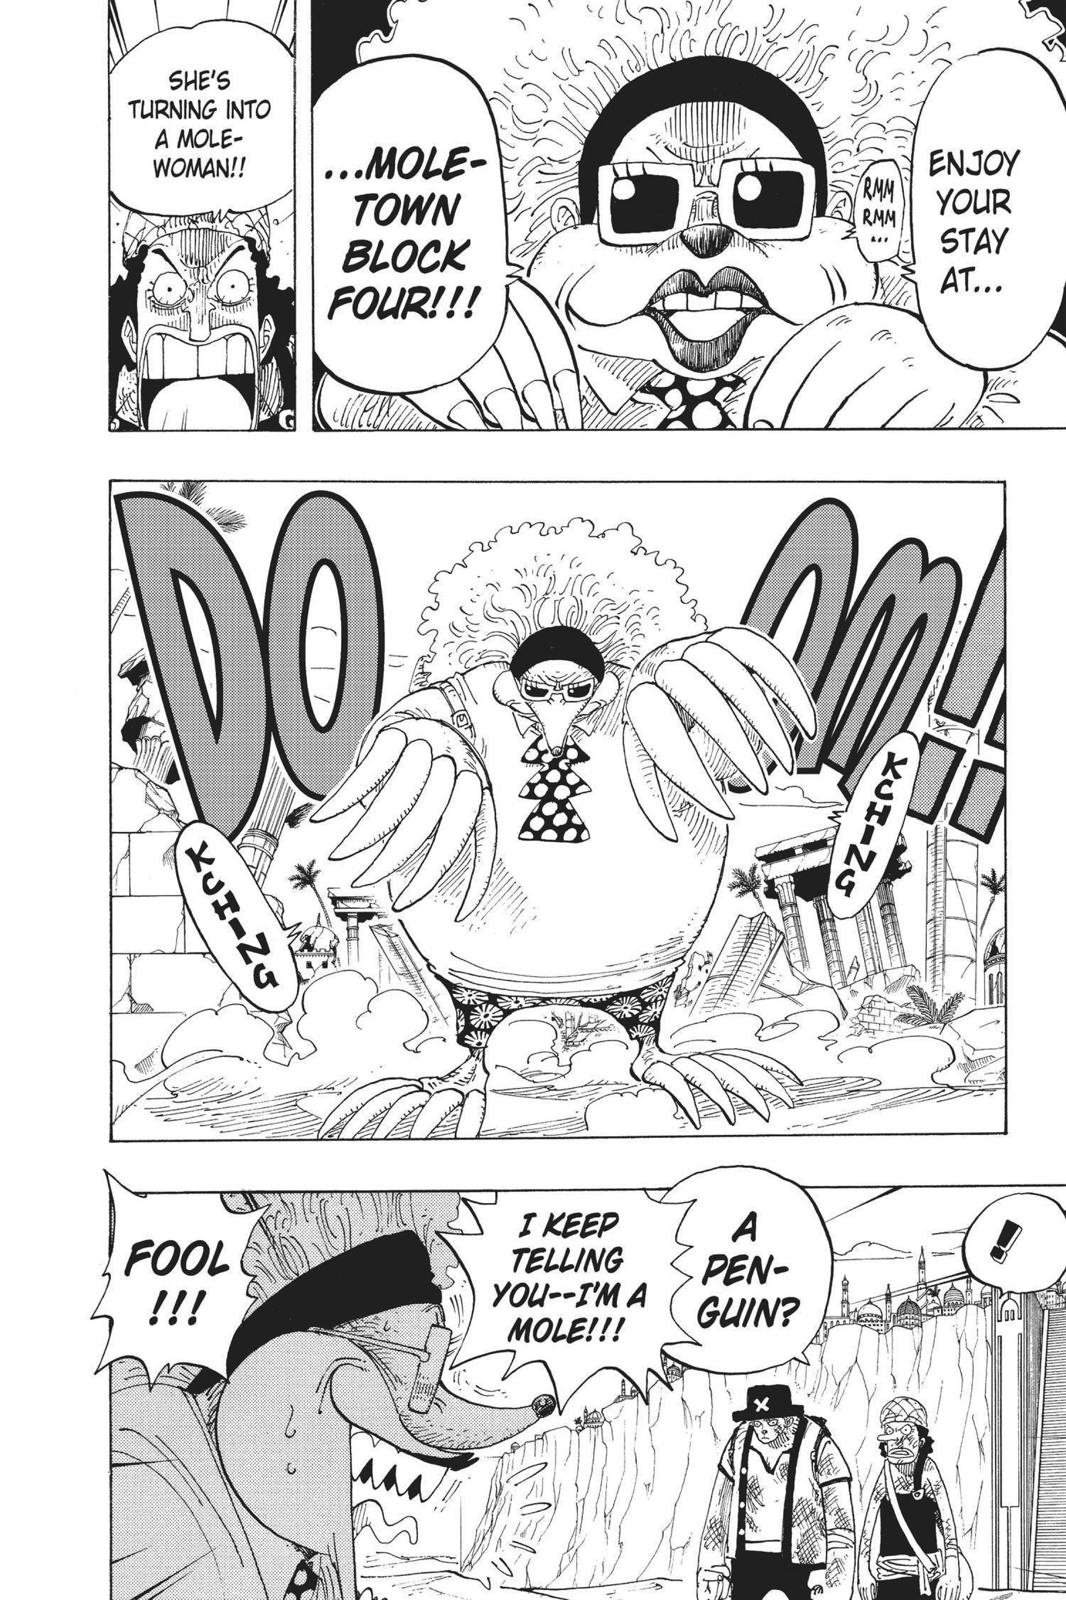 ENJOY
YOUR
STAY
AT...
RMM
RMM
...
...MOLE-
TOWN
BLOCK
FOUR!!!
SHE'S
TURNING INTO
A MOLE-
WOMAN!!
DOOM!!
KCHING
KCHING
!
A
PEN-
GUIN?
I KEEP
TELLING
YOU--I'M A
MOLE!!!
FOOL
!!!